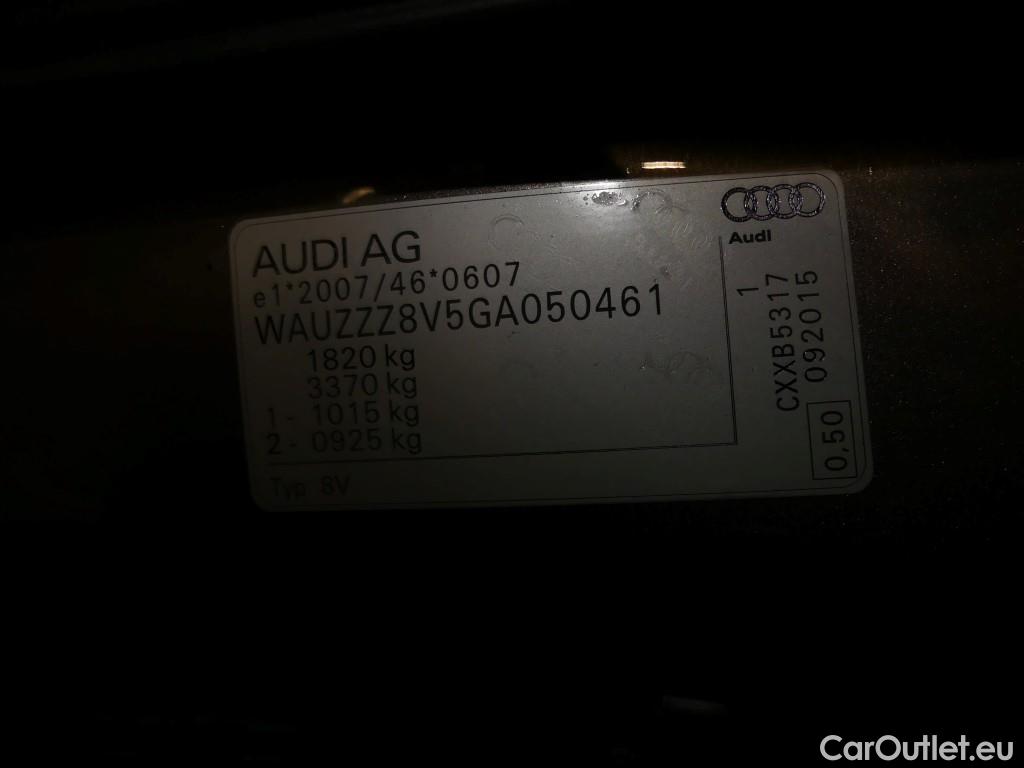 AUDI AG
e1*2007/46*0607
WAUZZZ8V5GA050461
1820 kg
3370 kg
1 - 1015 kg
2 - 0925 kg
Typ 8V
Audi
1
CXXB5317
092015
0,50
CarOutlet.eu